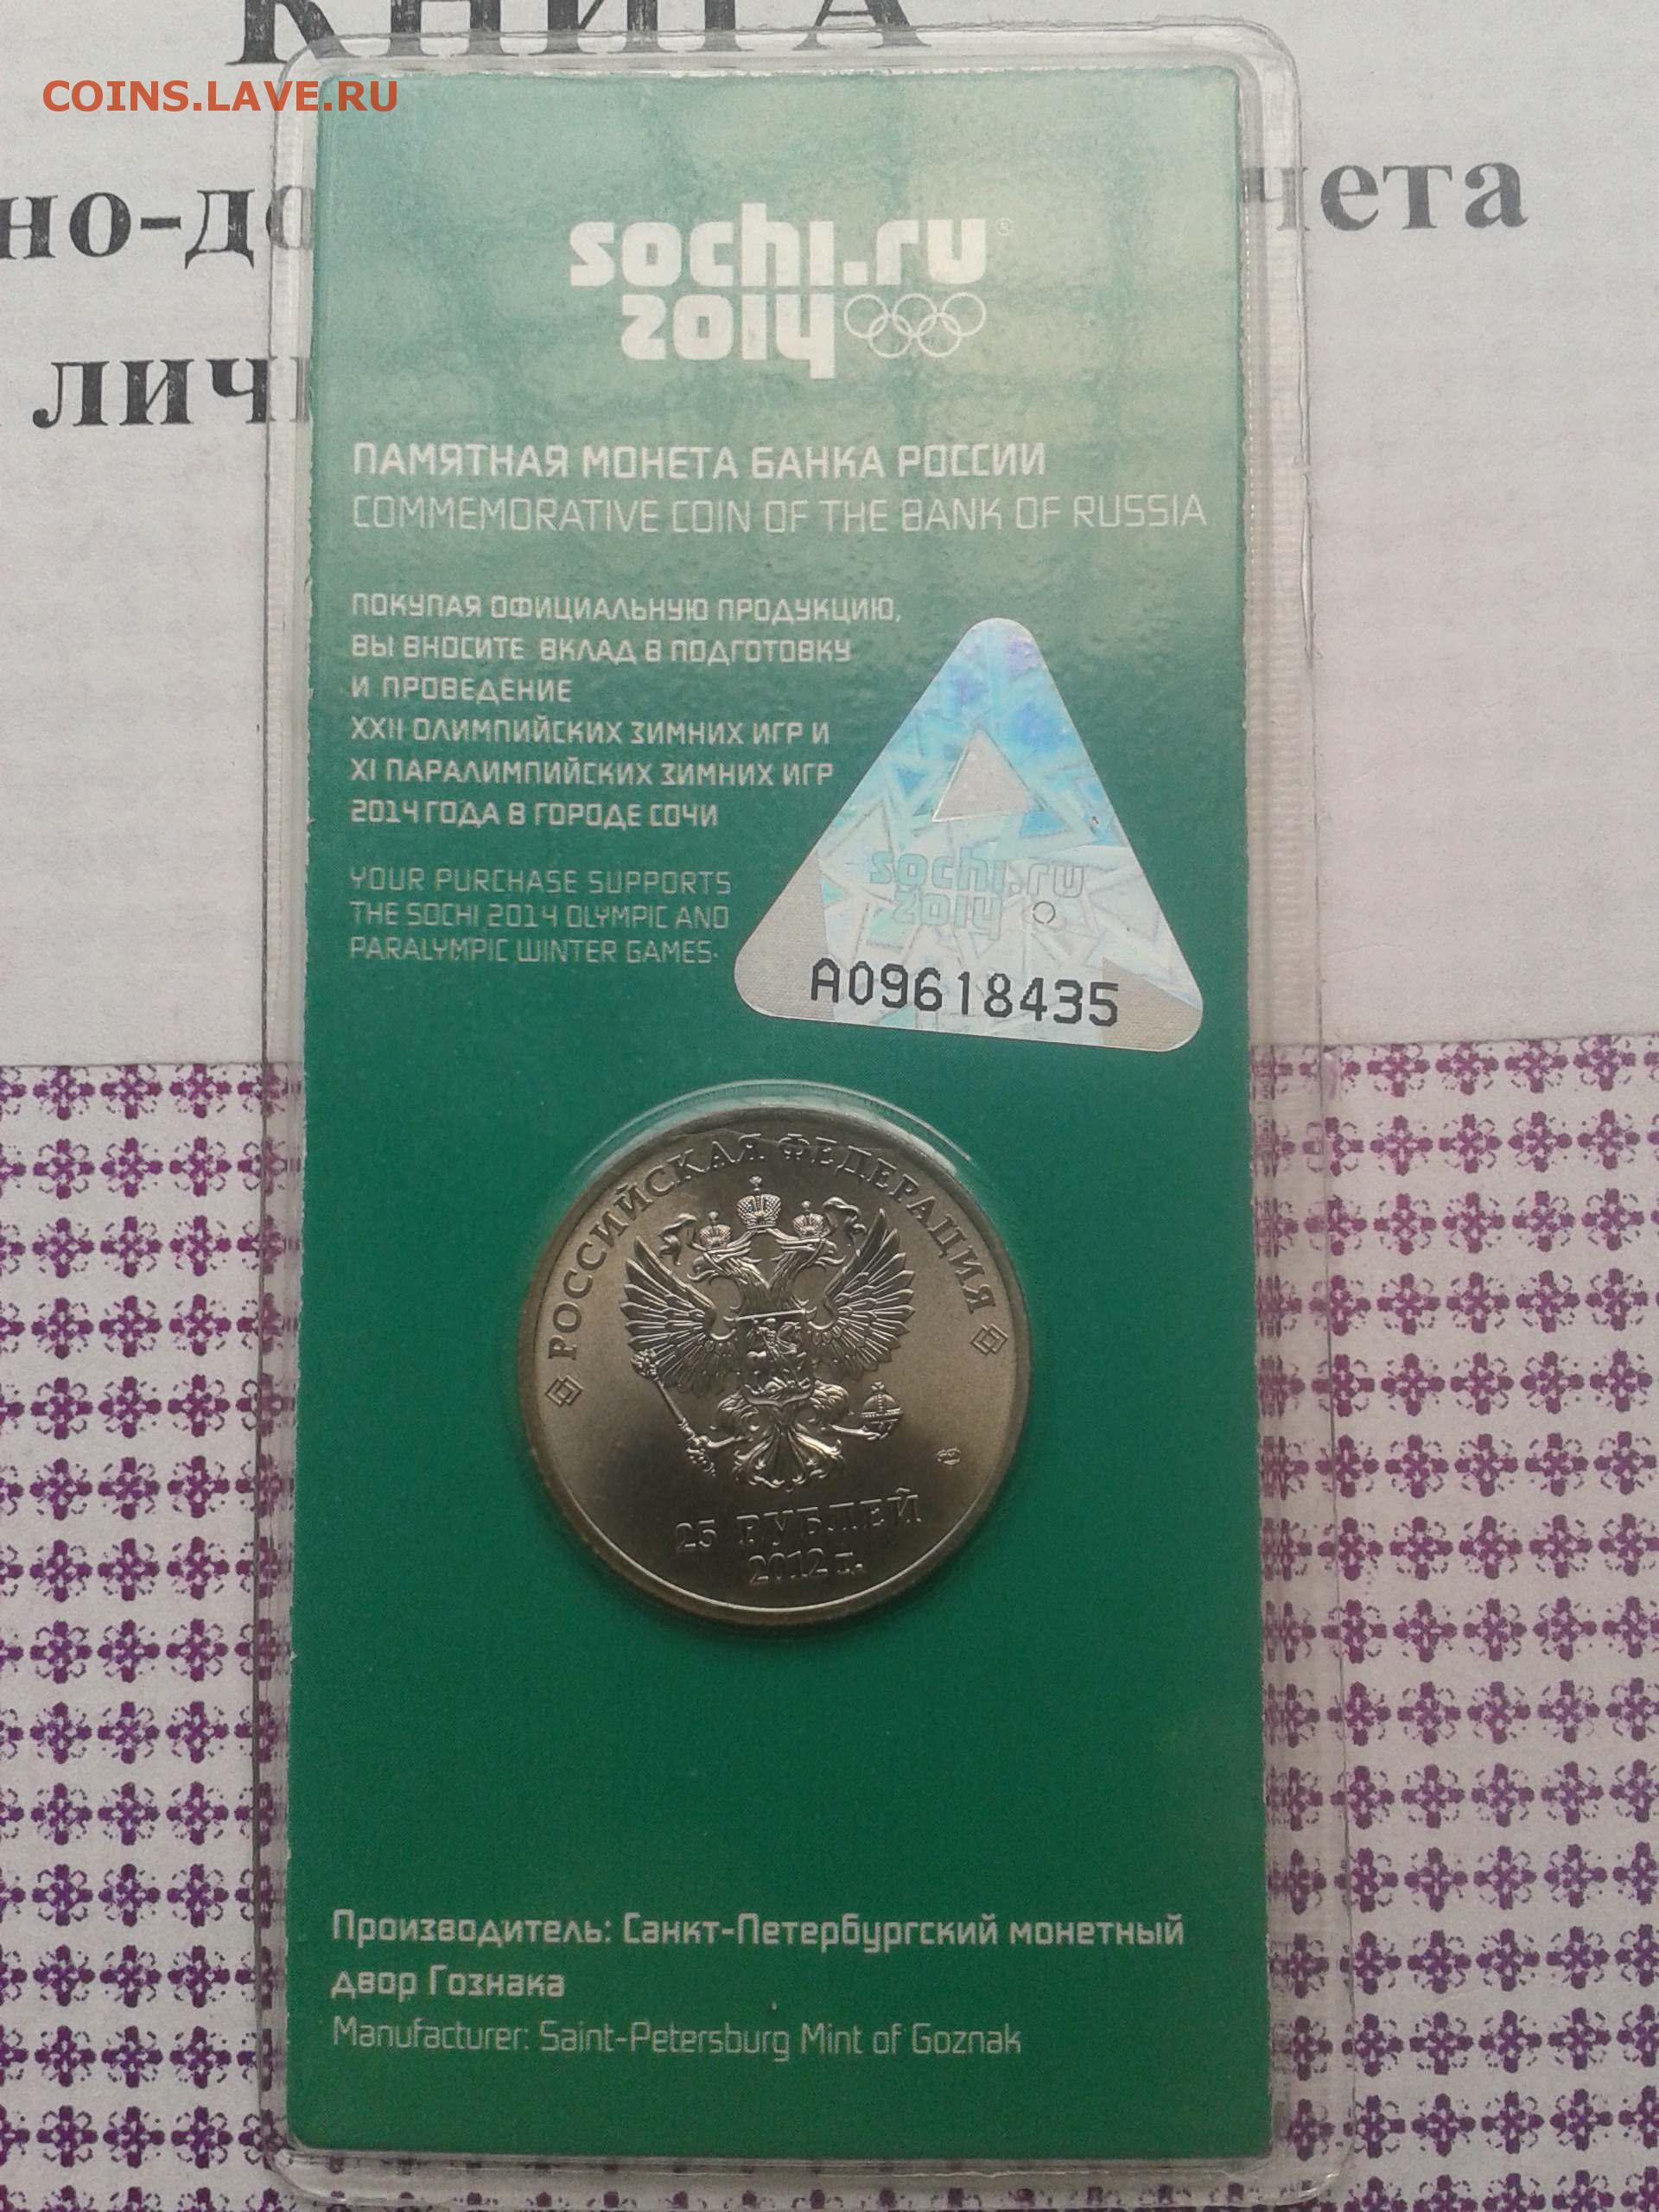 КНИГА
COINS.LAVE.RU
но-до чета
личн
sochi.ru
2014
ПАМЯТНАЯ МОНЕТА БАНКА РОССИИ
COMMEMORATIVE COIN OF THE BANK OF RUSSIA
ПОКУПАЯ ОФИЦИАЛЬНУЮ ПРОДУКЦИЮ,
ВЫ ВНОСИТЕ ВКЛАД В ПОДГОТОВКУ
И ПРОВЕДЕНИЕ
XXII ОЛИМПИЙСКИХ ЗИМНИХ ИГР И
XI ПАРАЛИМПИЙСКИХ ЗИМНИХ ИГР
2014 ГОДА В ГОРОДЕ СОЧИ
YOUR PURCHASE SUPPORTS
THE SOCHI 2014 OLYMPIC AND
PARALYMPIC WINTER GAMES.
sochi.ru
2014
A09618435
РОССИЙСКАЯ ФЕДЕРАЦИЯ
25 РУБЛЕЙ
2012 г.
Производитель: Санкт-Петербургский монетный
двор Гознака
Manufacturer: Saint-Petersburg Mint of Goznak